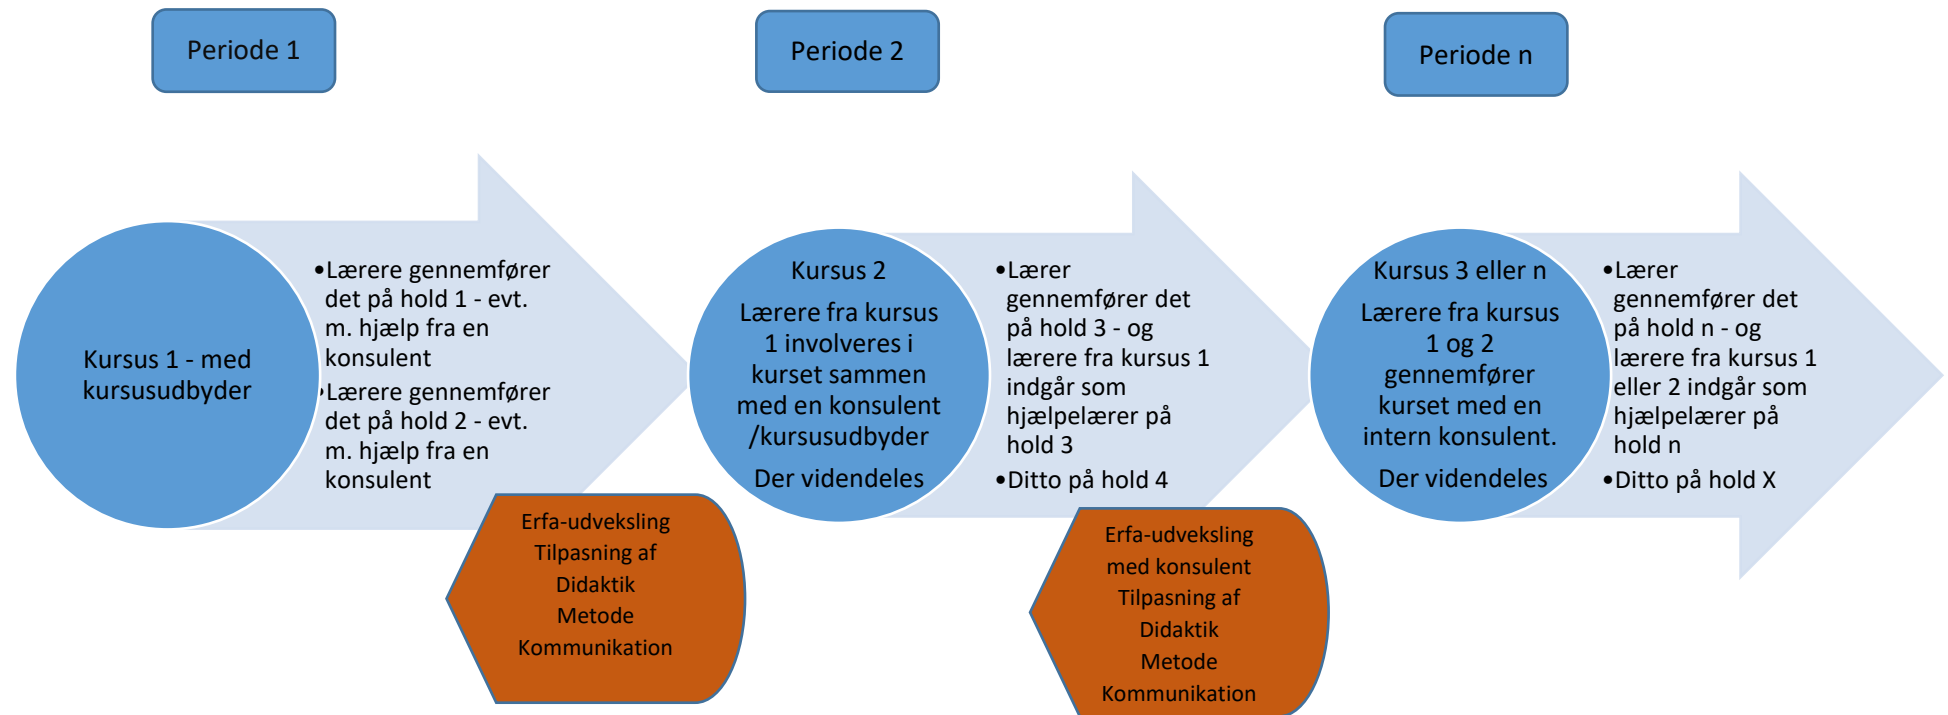 Periode 1
Periode 2
Periode n
Kursus 1 - med
kursusudbyder
•Lærere gennemfører
det på hold 1 - evt.
m. hjælp fra en
konsulent
•Lærere gennemfører
det på hold 2 - evt.
m. hjælp fra en
konsulent
Erfa-udveksling
Tilpasning af
Didaktik
Metode
Kommunikation
Kursus 2
Lærere fra kursus
1 involveres i
kurset sammen
med en konsulent
/kursusudbyder
Der videndeles
•Lærer
gennemfører det
på hold 3 - og
lærere fra kursus 1
indgår som
hjælpelærer på
hold 3
•Ditto på hold 4
Erfa-udveksling
med konsulent
Tilpasning af
Didaktik
Metode
Kommunikation
Kursus 3 eller n
Lærere fra kursus
1 og 2
gennemfører
kurset med en
intern konsulent.
Der videndeles
•Lærer
gennemfører det
på hold n - og
lærere fra kursus 1
eller 2 indgår som
hjælpelærer på
hold n
•Ditto på hold X